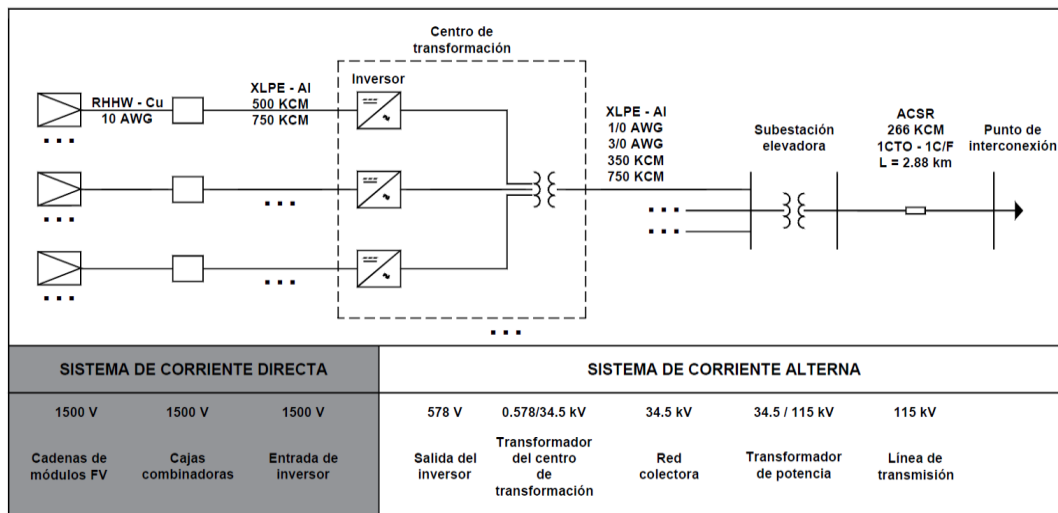 Centro de
transformación
Inversor
RHHW - Cu
10 AWG
XLPE - Al
500 KCM
750 KCM
XLPE - Al
1/0 AWG
3/0 AWG
350 KCM
750 KCM
Subestación
elevadora
ACSR
266 KCM
1CTO - 1C/F
L = 2.88 km
Punto de
interconexión
SISTEMA DE CORRIENTE DIRECTA
SISTEMA DE CORRIENTE ALTERNA
1500 V
1500 V
1500 V
578 V
0.578/34.5 kV
34.5 kV
34.5 / 115 kV
115 kV
Cadenas de
módulos FV
Cajas
combinadoras
Entrada de
inversor
Salida del
inversor
Transformador
del centro
de
transformación
Red
colectora
Transformador
de potencia
Línea de
transmisión